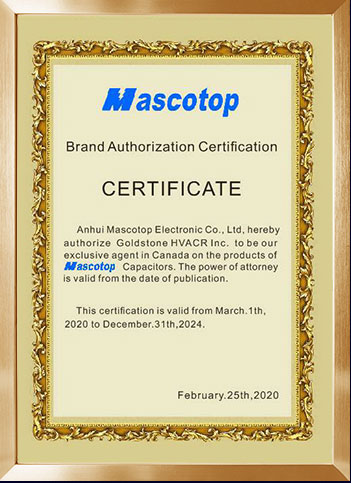 Mascotop
Brand Authorization Certification
CERTIFICATE
Anhui Mascotop Electronic Co., Ltd, hereby
authorize Goldstone HVACR Inc. to be our
exclusive agent in Canada on the products of
Mascotop Capacitors. The power of attorney
is valid from the date of publication.
This certification is valid from March.1th,
2020 to December.31th,2024.
February.25th,2020